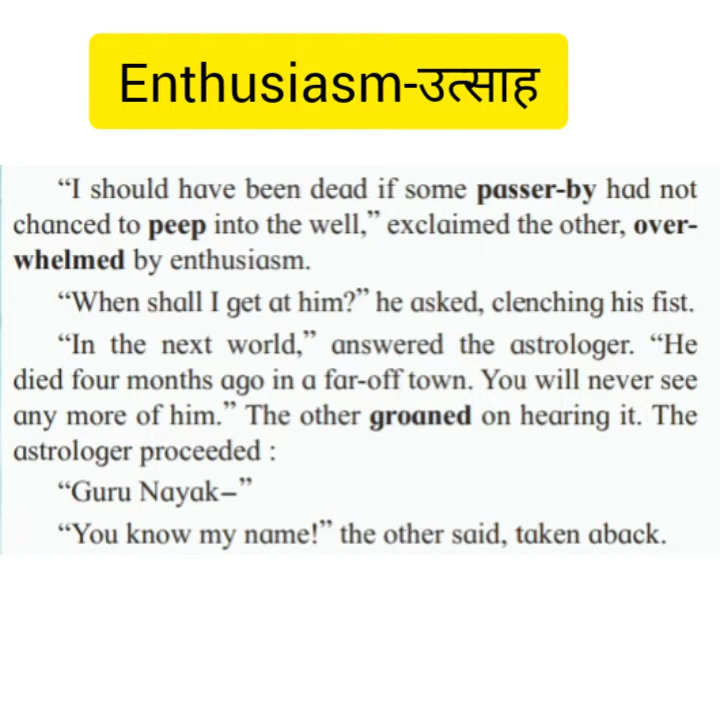 Enthusiasm-उत्साह
“I should have been dead if some passer-by had not
chanced to peep into the well,” exclaimed the other, over-
whelmed by enthusiasm.
“When shall I get at him?” he asked, clenching his fist.
“In the next world,” answered the astrologer. “He
died four months ago in a far-off town. You will never see
any more of him.” The other groaned on hearing it. The
astrologer proceeded :
“Guru Nayak–”
“You know my name!” the other said, taken aback.